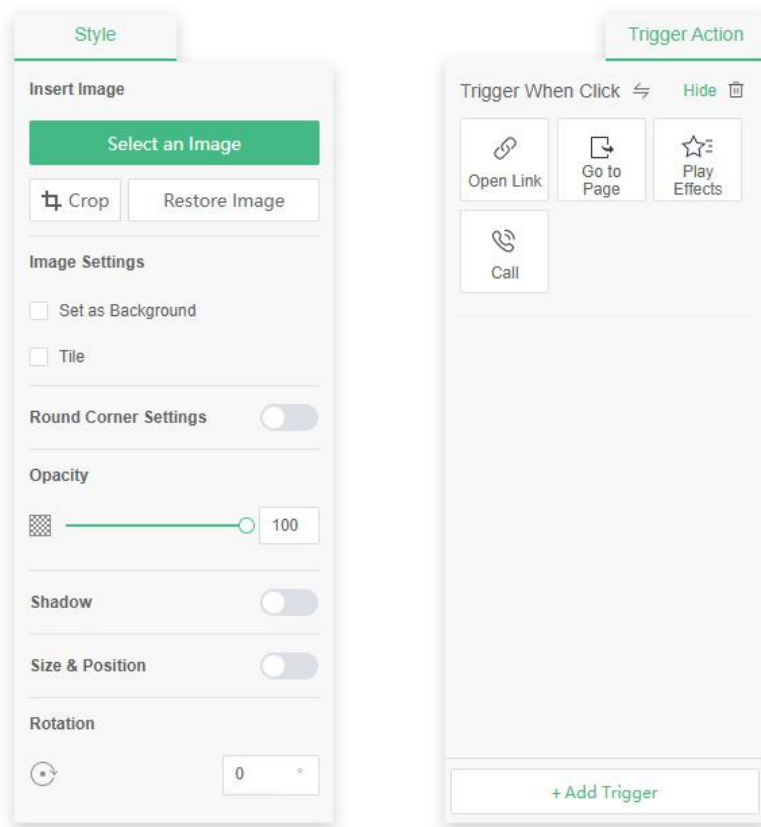 Style
Insert Image
Select an Image
Crop
Restore Image
Image Settings
Set as Background
Tile
Round Corner Settings
Opacity
100
Shadow
Size & Position
Rotation
0 °
Trigger Action
Trigger When Click
Hide
Open Link
Go to
Page
Play
Effects
Call
+ Add Trigger